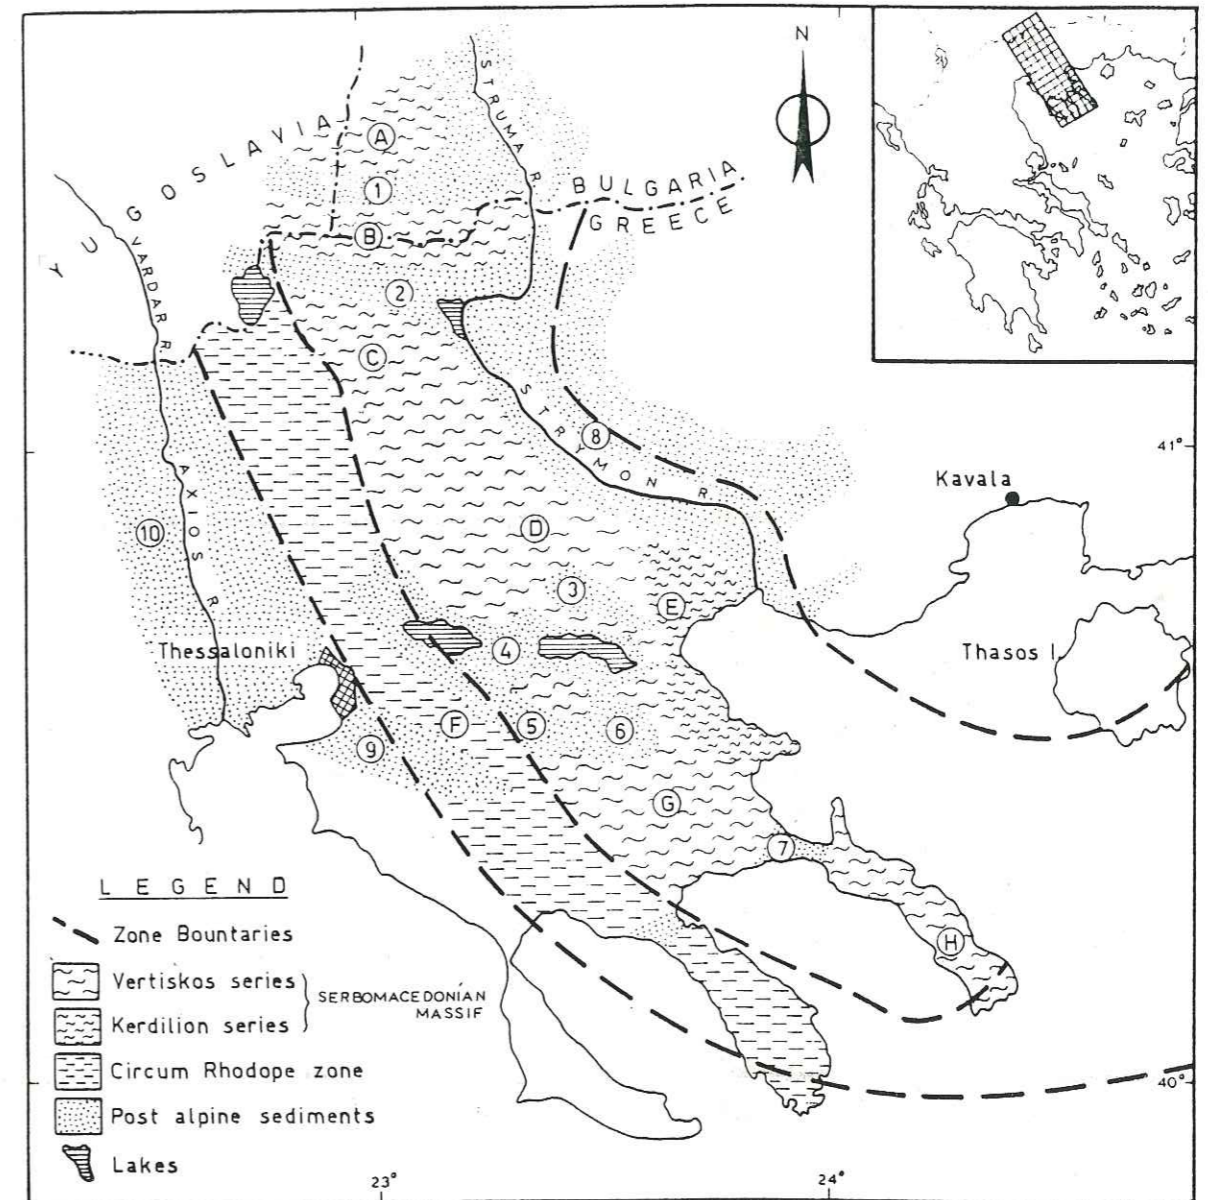 N
STRUMA R.
YUGOSLAVIA
A
1
BULGARIA
GREECE
B
VARDAR R.
2
C
STRYMON R
8
41°
Kavala
AXIOS R
D
10
3
E
Thessaloniki
4
Thasos I.
F
5
6
9
G
7
H
LEGEND
Zone Bountaries
Vertiskos series
SERBOMACEDONIAN
MASSIF
Kerdilion series
Circum Rhodope zone
Post alpine sediments
Lakes
40°
23°
24°